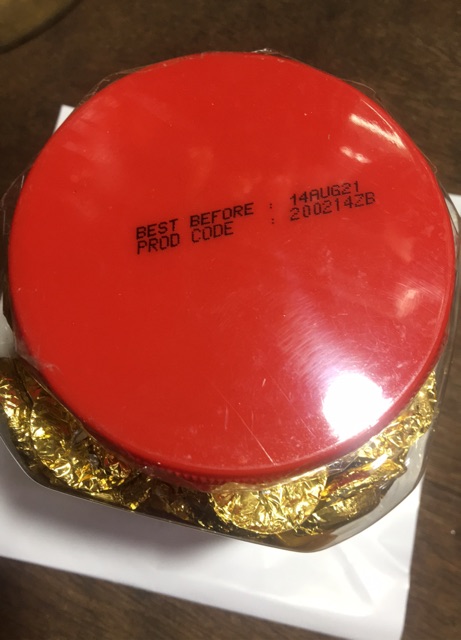 BEST BEFORE : 14AUG21
PROD CODE : 200214ZB